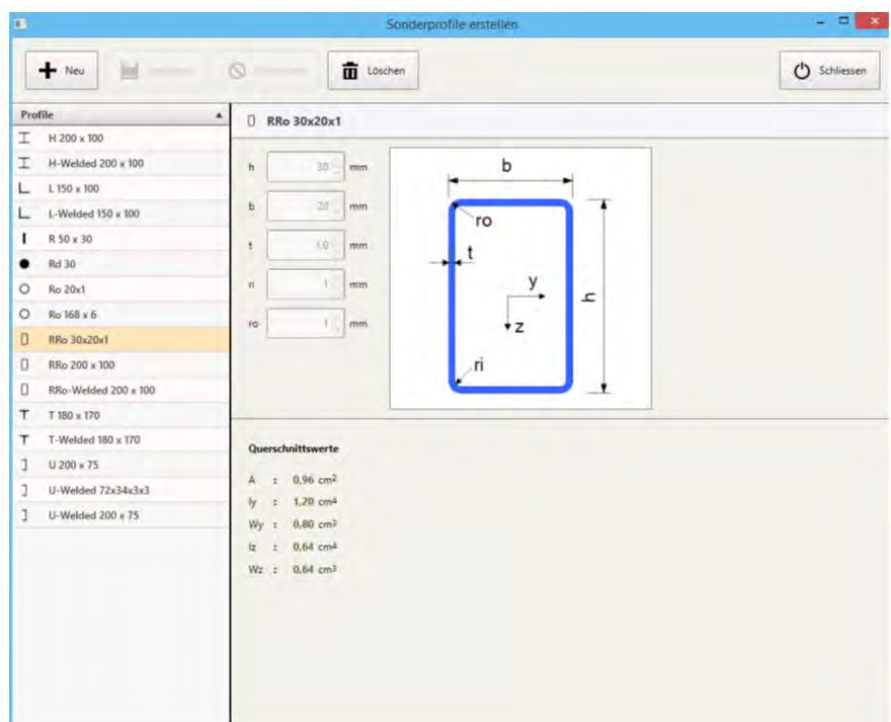 Sonderprofile erstellen
Neu
Löschen
Schliessen
Profile
H 200 x 100
H-Welded 200 x 100
L 150 x 100
L-Welded 150 x 100
R 50 x 30
Rd 30
Ro 20x1
Ro 168 x 6
RRo 30x20x1
RRo 200 x 100
RRo-Welded 200 x 100
T 180 x 170
T-Welded 180 x 170
U 200 x 75
U-Welded 72x34x3x3
U-Welded 200 x 75
RRo 30x20x1
h 30 mm
b 20 mm
t 1.0 mm
ri 1 mm
ro 1 mm
b
ro
t
y
h
z
ri
Querschnittswerte
A : 0,96 cm²
Iy : 1,20 cm⁴
Wy : 0,80 cm³
Iz : 0,64 cm⁴
Wz : 0,64 cm³